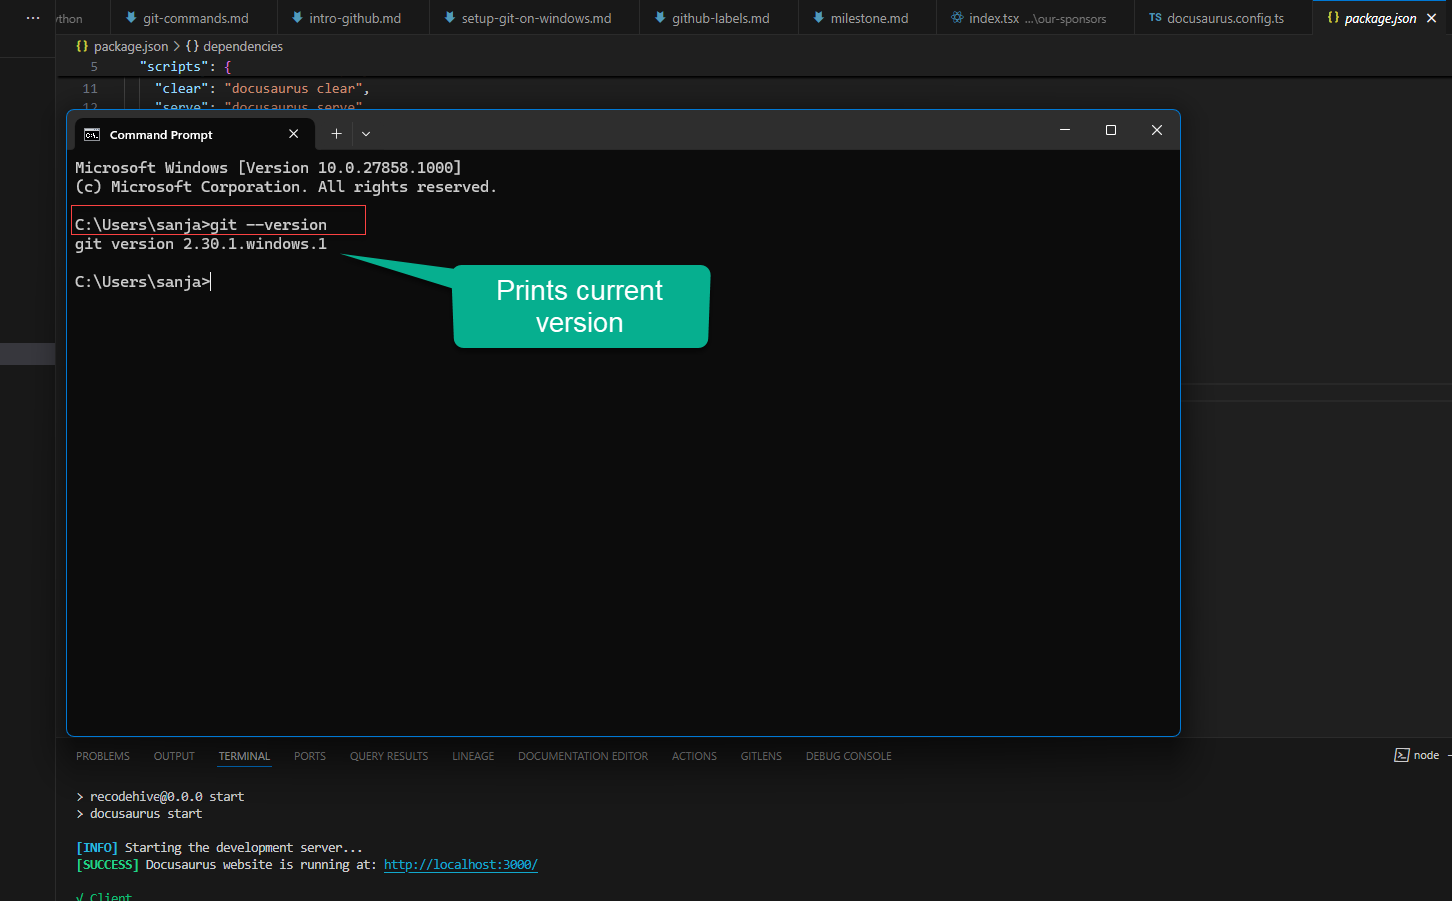 ··· ython git-commands.md intro-github.md setup-git-on-windows.md github-labels.md milestone.md index.tsx ...\our-sponsors TS docusaurus.config.ts {} package.json
{} package.json > {} dependencies
5 "scripts": {
11 "clear": "docusaurus clear",
12 "serve": "docusaurus serve"
Command Prompt
Microsoft Windows [Version 10.0.27858.1000]
(c) Microsoft Corporation. All rights reserved.
C:\Users\sanja>git --version
git version 2.30.1.windows.1
C:\Users\sanja>
Prints current
version
PROBLEMS OUTPUT TERMINAL PORTS QUERY RESULTS LINEAGE DOCUMENTATION EDITOR ACTIONS GITLENS DEBUG CONSOLE node
> recodehive@0.0.0 start
> docusaurus start
[INFO] Starting the development server...
[SUCCESS] Docusaurus website is running at: http://localhost:3000/
√ Client